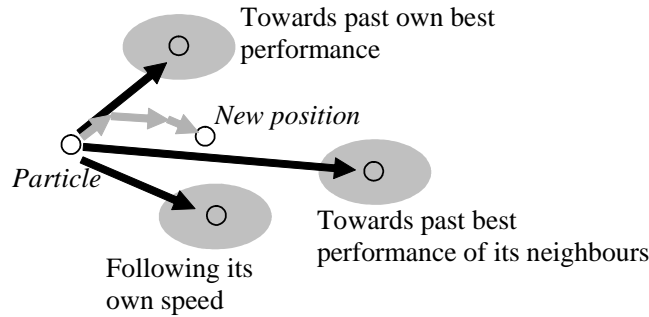 Towards past own best
performance
New position
Particle
Towards past best
performance of its neighbours
Following its
own speed